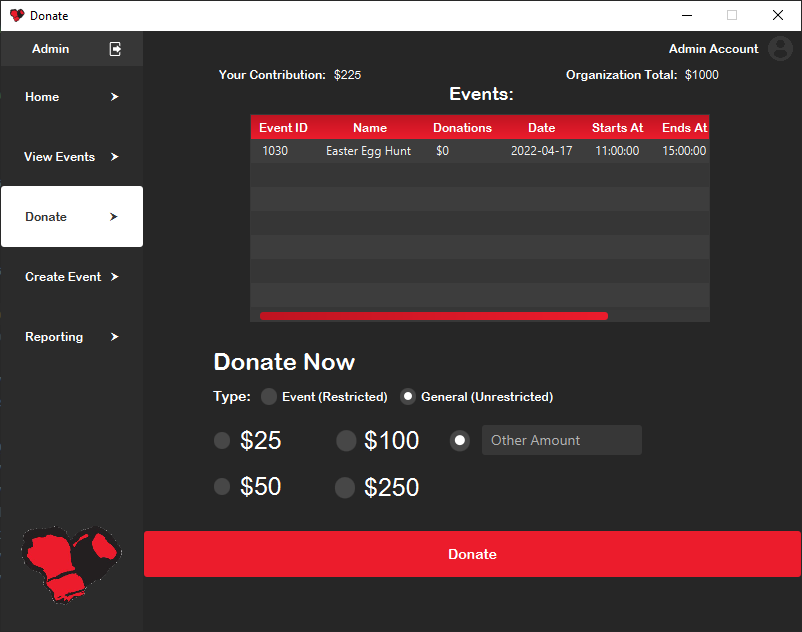 Donate
Admin
Admin Account
Home
View Events
Donate
Create Event
Reporting
Your Contribution: $225
Organization Total: $1000
Events:
Event ID Name Donations Date Starts At Ends At
1030 Easter Egg Hunt $0 2022-04-17 11:00:00 15:00:00
Donate Now
Type: Event (Restricted) General (Unrestricted)
$25 $100 Other Amount
$50 $250
Donate